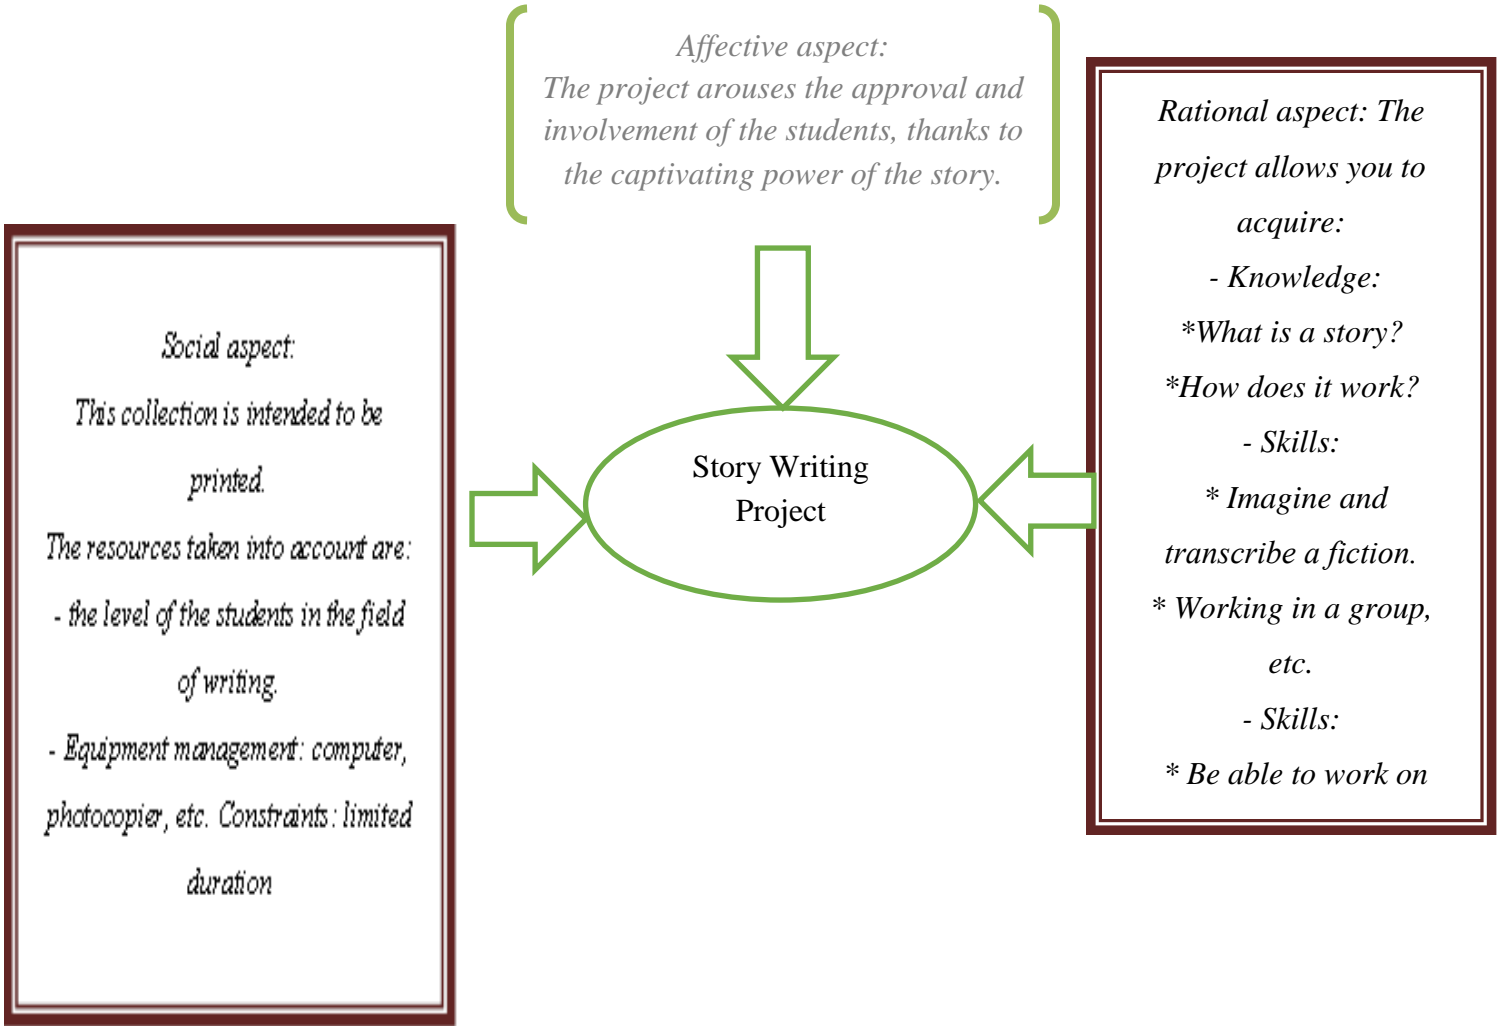 Affective aspect:
The project arouses the approval and
involvement of the students, thanks to
the captivating power of the story.
Social aspect:
This collection is intended to be
printed.
The resources taken into account are:
- the level of the students in the field
of writing.
- Equipment management: computer,
photocopier, etc. Constraints: limited
duration
Story Writing
Project
Rational aspect: The
project allows you to
acquire:
- Knowledge:
*What is a story?
*How does it work?
- Skills:
* Imagine and
transcribe a fiction.
* Working in a group,
etc.
- Skills:
* Be able to work on